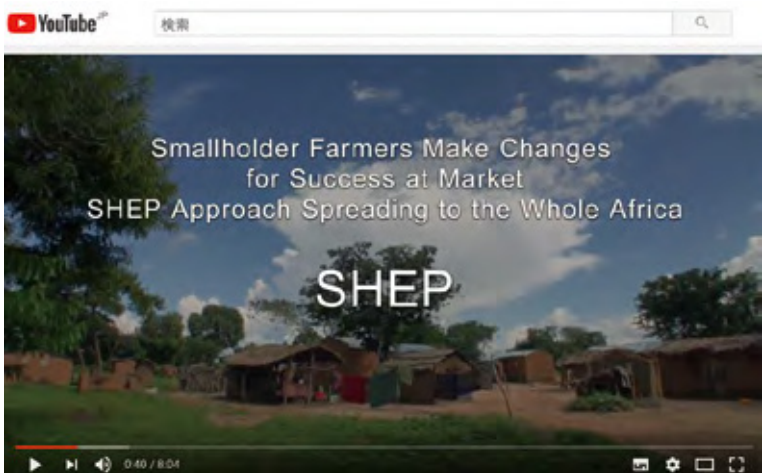 YouTube JP
検索
Smallholder Farmers Make Changes
for Success at Market
SHEP Approach Spreading to the Whole Africa
SHEP
0:40 / 8:04